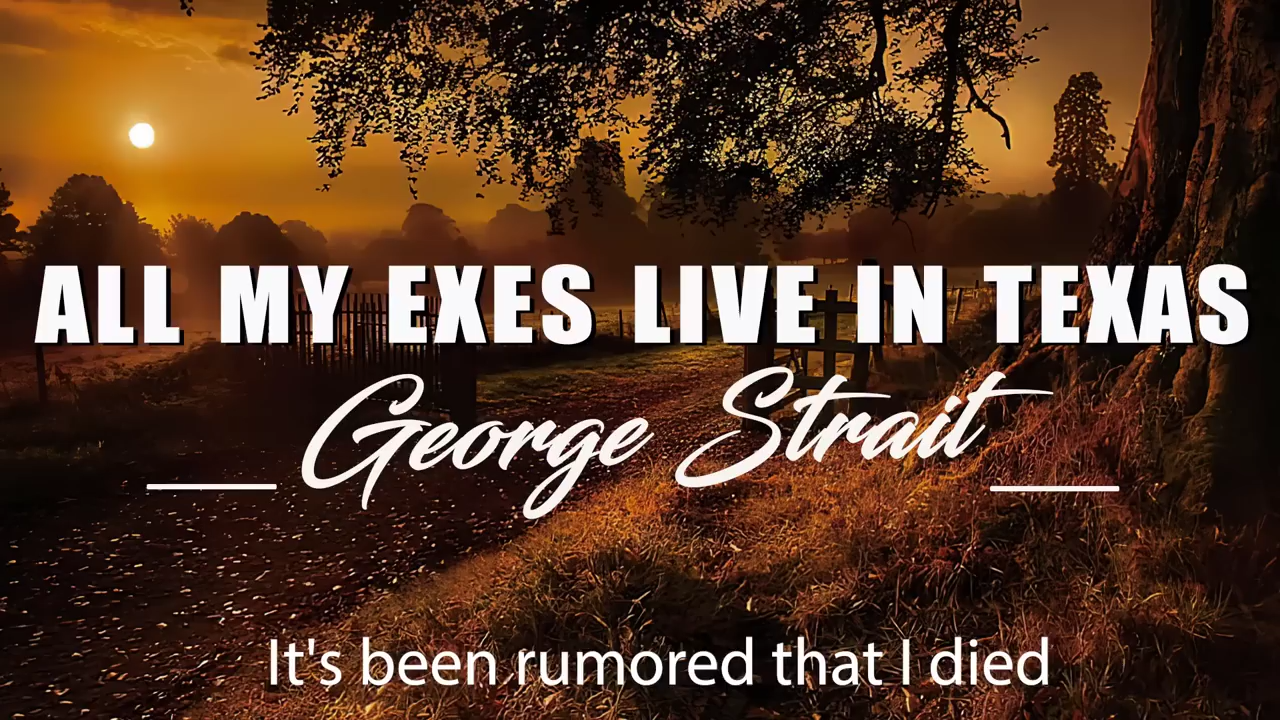 ALL MY EXES LIVE IN TEXAS
George Strait
It's been rumored that I died